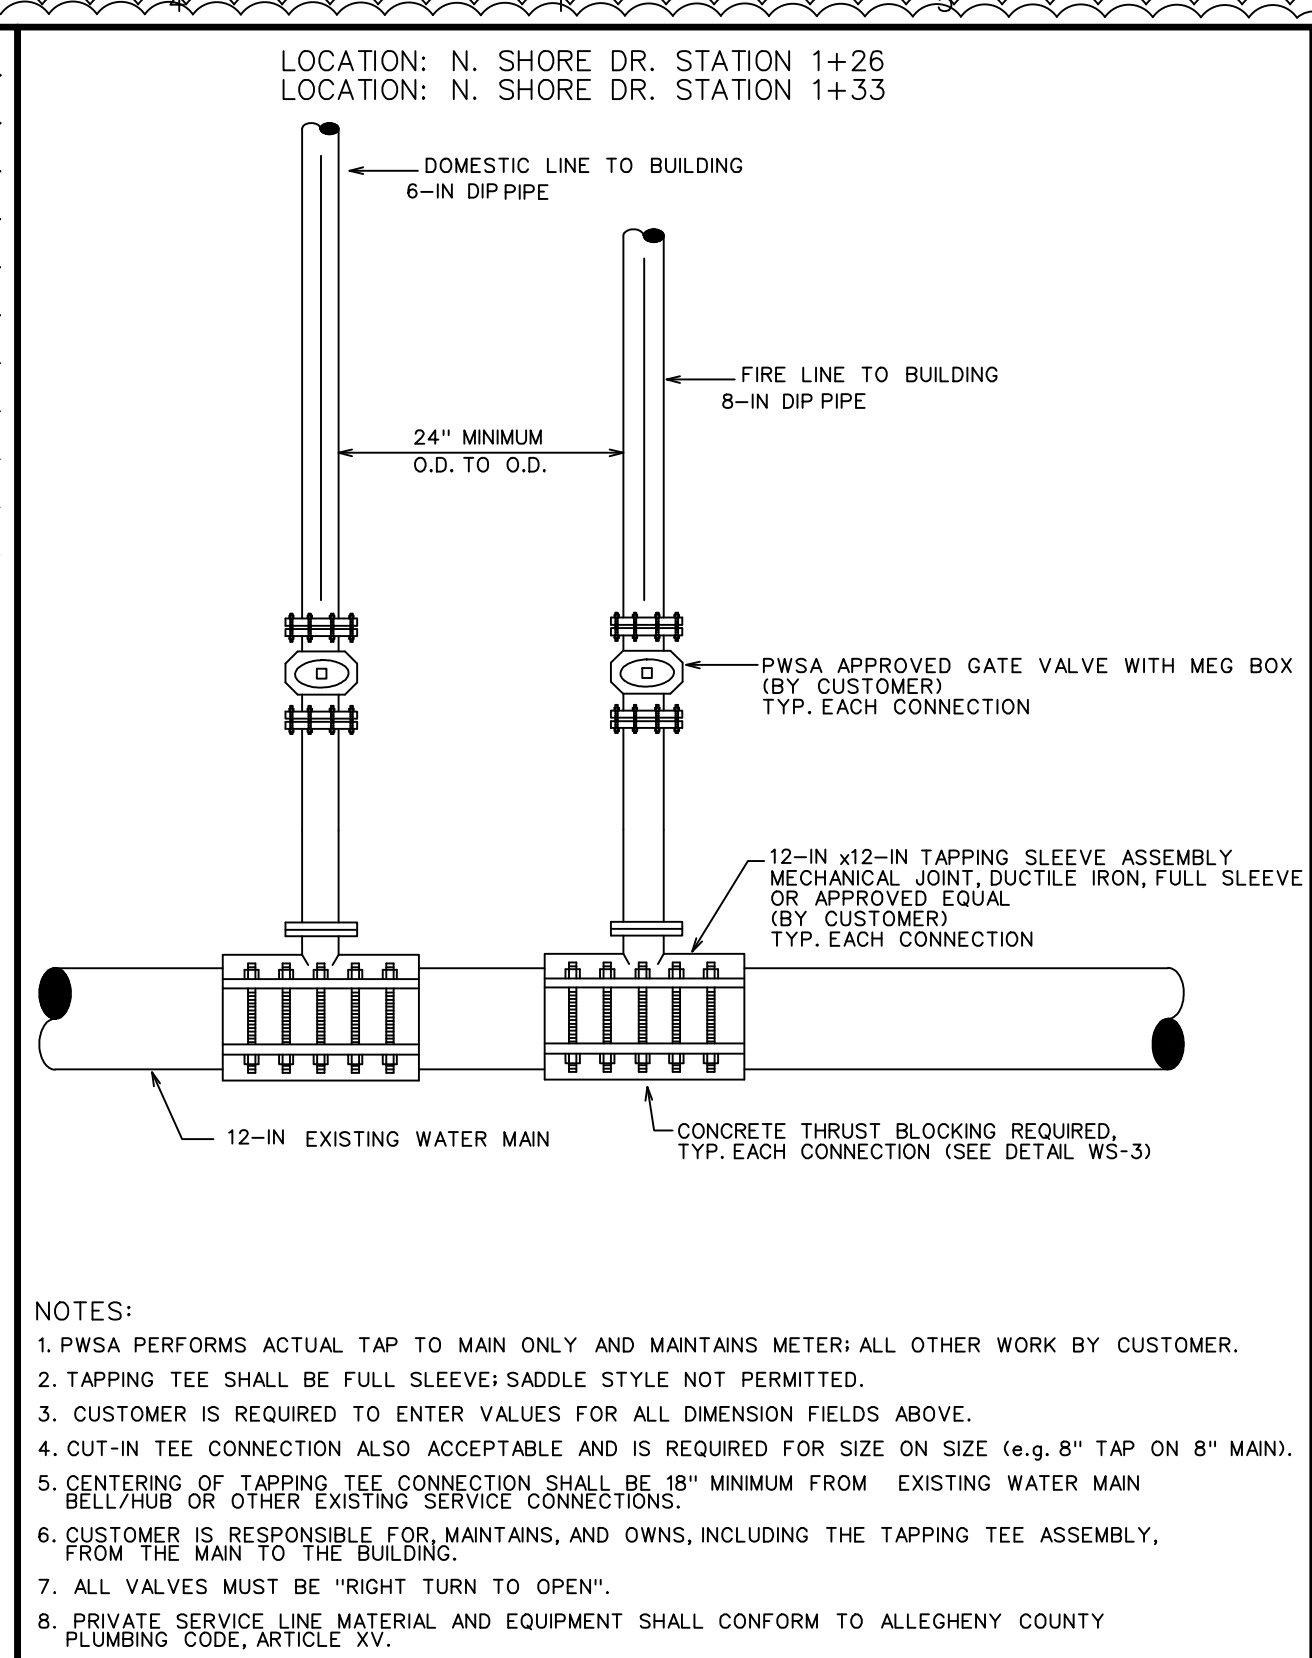 LOCATION: N. SHORE DR. STATION 1+26
LOCATION: N. SHORE DR. STATION 1+33
DOMESTIC LINE TO BUILDING
6-IN DIP PIPE
FIRE LINE TO BUILDING
8-IN DIP PIPE
24" MINIMUM
O.D. TO O.D.
PWSA APPROVED GATE VALVE WITH MEG BOX
(BY CUSTOMER)
TYP. EACH CONNECTION
12-IN x12-IN TAPPING SLEEVE ASSEMBLY
MECHANICAL JOINT, DUCTILE IRON, FULL SLEEVE
OR APPROVED EQUAL
(BY CUSTOMER)
TYP. EACH CONNECTION
12-IN EXISTING WATER MAIN
CONCRETE THRUST BLOCKING REQUIRED,
TYP. EACH CONNECTION (SEE DETAIL WS-3)
NOTES:
1. PWSA PERFORMS ACTUAL TAP TO MAIN ONLY AND MAINTAINS METER; ALL OTHER WORK BY CUSTOMER.
2. TAPPING TEE SHALL BE FULL SLEEVE; SADDLE STYLE NOT PERMITTED.
3. CUSTOMER IS REQUIRED TO ENTER VALUES FOR ALL DIMENSION FIELDS ABOVE.
4. CUT-IN TEE CONNECTION ALSO ACCEPTABLE AND IS REQUIRED FOR SIZE ON SIZE (e.g. 8" TAP ON 8" MAIN).
5. CENTERING OF TAPPING TEE CONNECTION SHALL BE 18" MINIMUM FROM EXISTING WATER MAIN
BELL/HUB OR OTHER EXISTING SERVICE CONNECTIONS.
6. CUSTOMER IS RESPONSIBLE FOR, MAINTAINS, AND OWNS, INCLUDING THE TAPPING TEE ASSEMBLY,
FROM THE MAIN TO THE BUILDING.
7. ALL VALVES MUST BE "RIGHT TURN TO OPEN".
8. PRIVATE SERVICE LINE MATERIAL AND EQUIPMENT SHALL CONFORM TO ALLEGHENY COUNTY
PLUMBING CODE, ARTICLE XV.